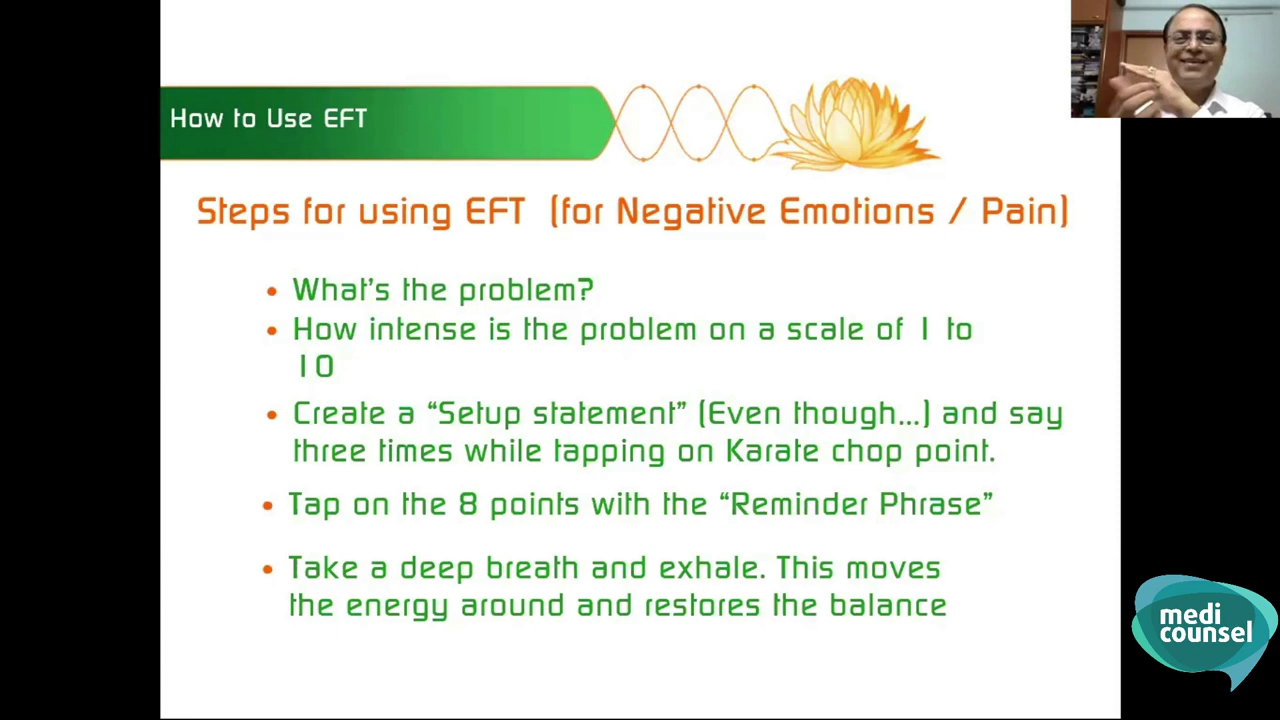 How to Use EFT
Steps for using EFT (for Negative Emotions / Pain)
• What's the problem?
• How intense is the problem on a scale of 1 to
10
• Create a “Setup statement” (Even though...) and say
three times while tapping on Karate chop point.
• Tap on the 8 points with the “Reminder Phrase”
• Take a deep breath and exhale. This moves
the energy around and restores the balance
medi
counsel